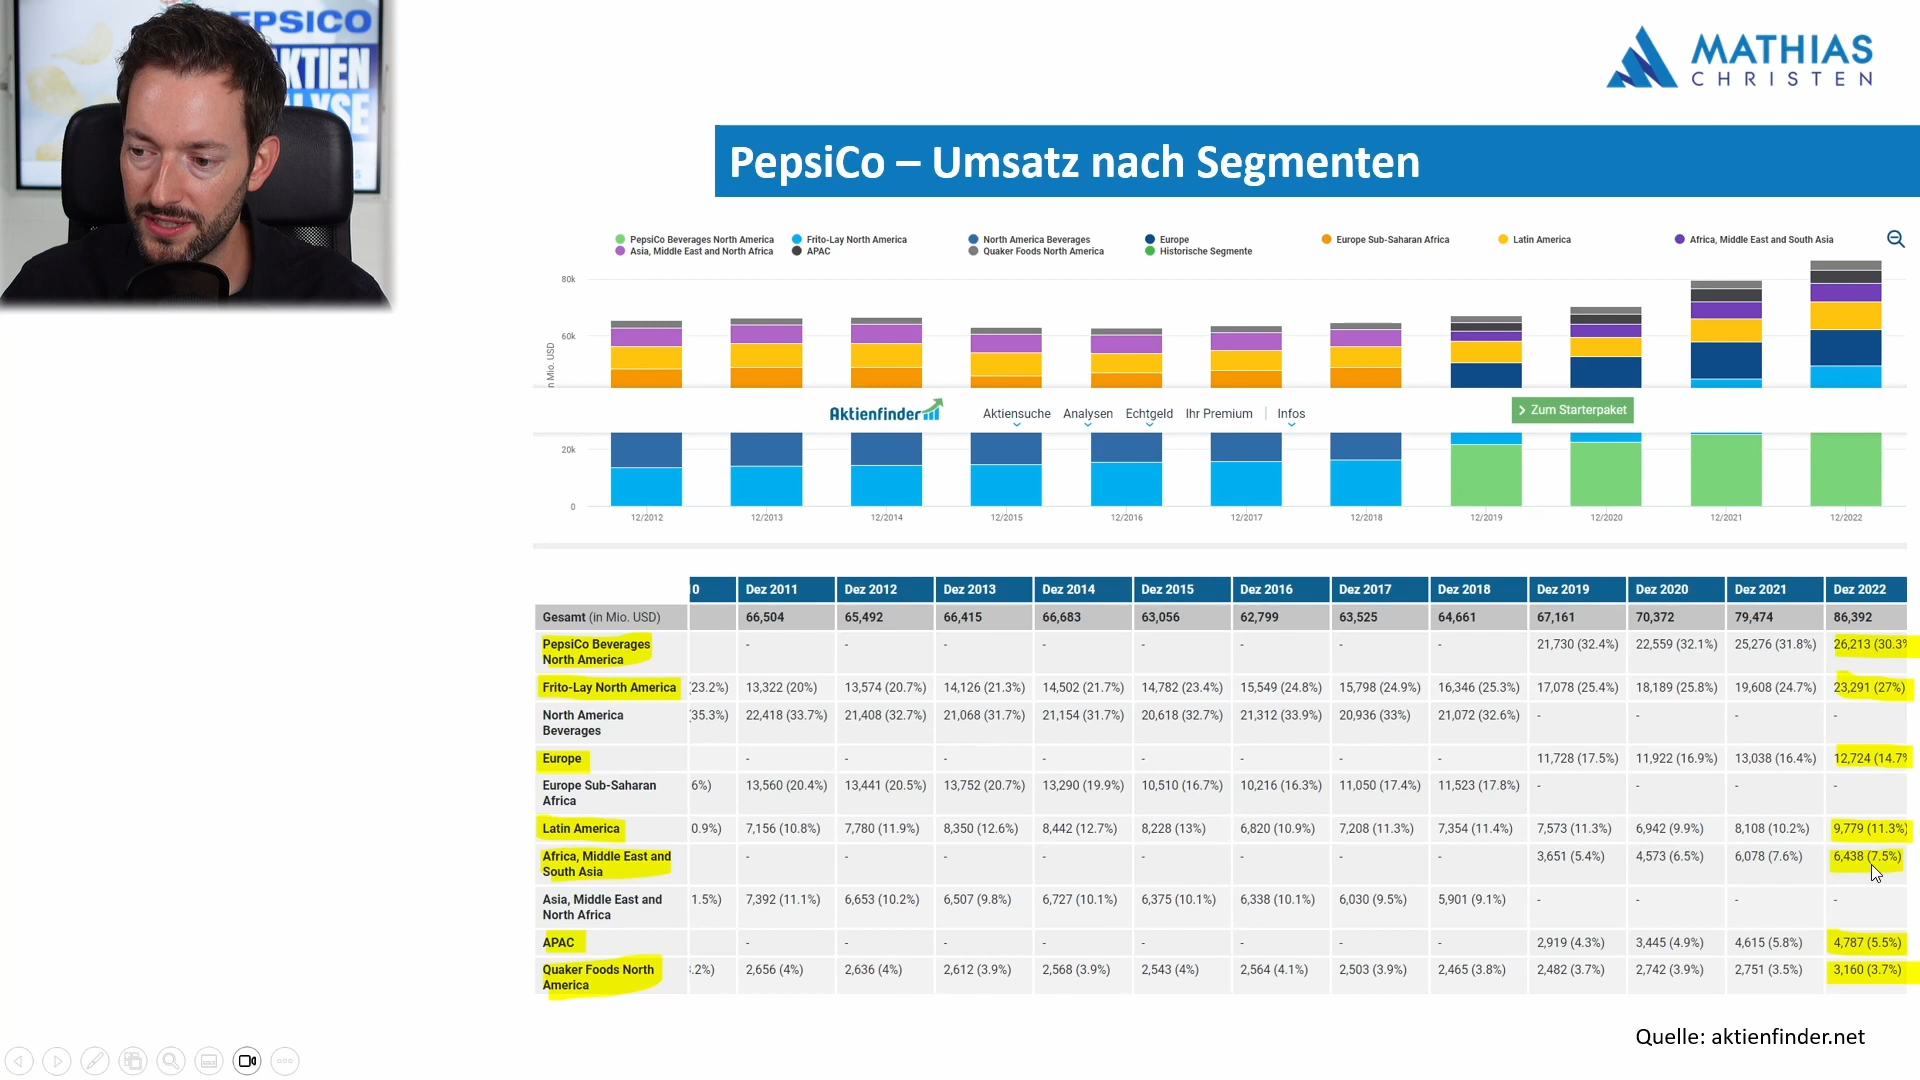 PEPSICO
AKTIEN
MATHIAS
CHRISTEN
PepsiCo – Umsatz nach Segmenten
PepsiCo Beverages North America
Frito-Lay North America
North America Beverages
Europe
Europe Sub-Saharan Africa
Latin America
Africa, Middle East and South Asia
Asia, Middle East and North Africa
APAC
Quaker Foods North America
Historische Segmente
80k
60k
n Mio. USD
Aktienfinder
Aktiensuche Analysen Echtgeld Ihr Premium Infos
Zum Starterpaket
20k
0
12/2012 12/2013 12/2014 12/2015 12/2016 12/2017 12/2018 12/2019 12/2020 12/2021 12/2022
0 Dez 2011 Dez 2012 Dez 2013 Dez 2014 Dez 2015 Dez 2016 Dez 2017 Dez 2018 Dez 2019 Dez 2020 Dez 2021 Dez 2022
Gesamt (in Mio. USD) 66,504 65,492 66,415 66,683 63,056 62,799 63,525 64,661 67,161 70,372 79,474 86,392
PepsiCo Beverages
North America
- - - - - - - - 21,730 (32.4%) 22,559 (32.1%) 25,276 (31.8%) 26,213 (30.3%
Frito-Lay North America (23.2%) 13,322 (20%) 13,574 (20.7%) 14,126 (21.3%) 14,502 (21.7%) 14,782 (23.4%) 15,549 (24.8%) 15,798 (24.9%) 16,346 (25.3%) 17,078 (25.4%) 18,189 (25.8%) 19,608 (24.7%) 23,291 (27%)
North America
Beverages
(35.3%) 22,418 (33.7%) 21,408 (32.7%) 21,068 (31.7%) 21,154 (31.7%) 20,618 (32.7%) 21,312 (33.9%) 20,936 (33%) 21,072 (32.6%) - - - -
Europe - - - - - - - - 11,728 (17.5%) 11,922 (16.9%) 13,038 (16.4%) 12,724 (14.7%
Europe Sub-Saharan
Africa
6%) 13,560 (20.4%) 13,441 (20.5%) 13,752 (20.7%) 13,290 (19.9%) 10,510 (16.7%) 10,216 (16.3%) 11,050 (17.4%) 11,523 (17.8%) - - - -
Latin America 0.9%) 7,156 (10.8%) 7,780 (11.9%) 8,350 (12.6%) 8,442 (12.7%) 8,228 (13%) 6,820 (10.9%) 7,208 (11.3%) 7,354 (11.4%) 7,573 (11.3%) 6,942 (9.9%) 8,108 (10.2%) 9,779 (11.3%)
Africa, Middle East and
South Asia
- - - - - - - - 3,651 (5.4%) 4,573 (6.5%) 6,078 (7.6%) 6,438 (7.5%)
Asia, Middle East and
North Africa
1.5%) 7,392 (11.1%) 6,653 (10.2%) 6,507 (9.8%) 6,727 (10.1%) 6,375 (10.1%) 6,338 (10.1%) 6,030 (9.5%) 5,901 (9.1%) - - - -
APAC - - - - - - - - 2,919 (4.3%) 3,445 (4.9%) 4,615 (5.8%) 4,787 (5.5%)
Quaker Foods North
America
.2%) 2,656 (4%) 2,636 (4%) 2,612 (3.9%) 2,568 (3.9%) 2,543 (4%) 2,564 (4.1%) 2,503 (3.9%) 2,465 (3.8%) 2,482 (3.7%) 2,742 (3.9%) 2,751 (3.5%) 3,160 (3.7%)
Quelle: aktienfinder.net